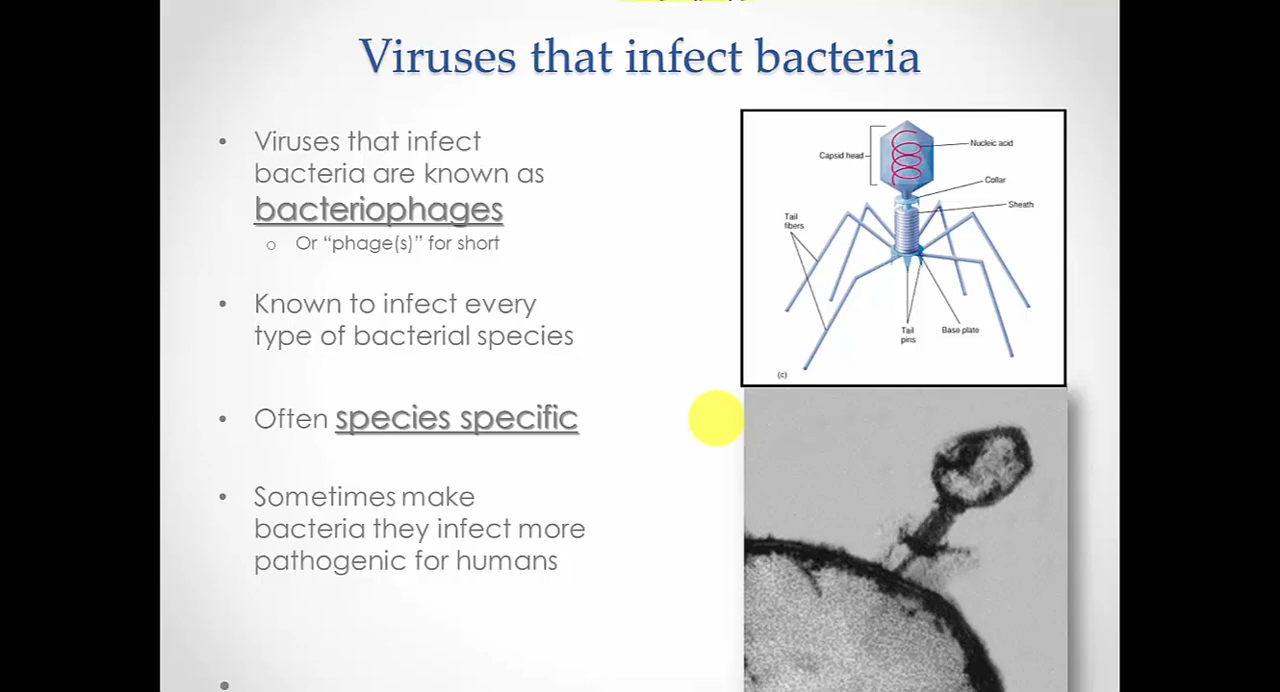 Viruses that infect bacteria
• Viruses that infect
bacteria are known as
bacteriophages
o Or “phage(s)” for short
• Known to infect every
type of bacterial species
• Often species specific
• Sometimes make
bacteria they infect more
pathogenic for humans
•
Capsid head
Nucleic acid
Collar
Sheath
Tail
fibers
Tail
pins
Base plate
(c)